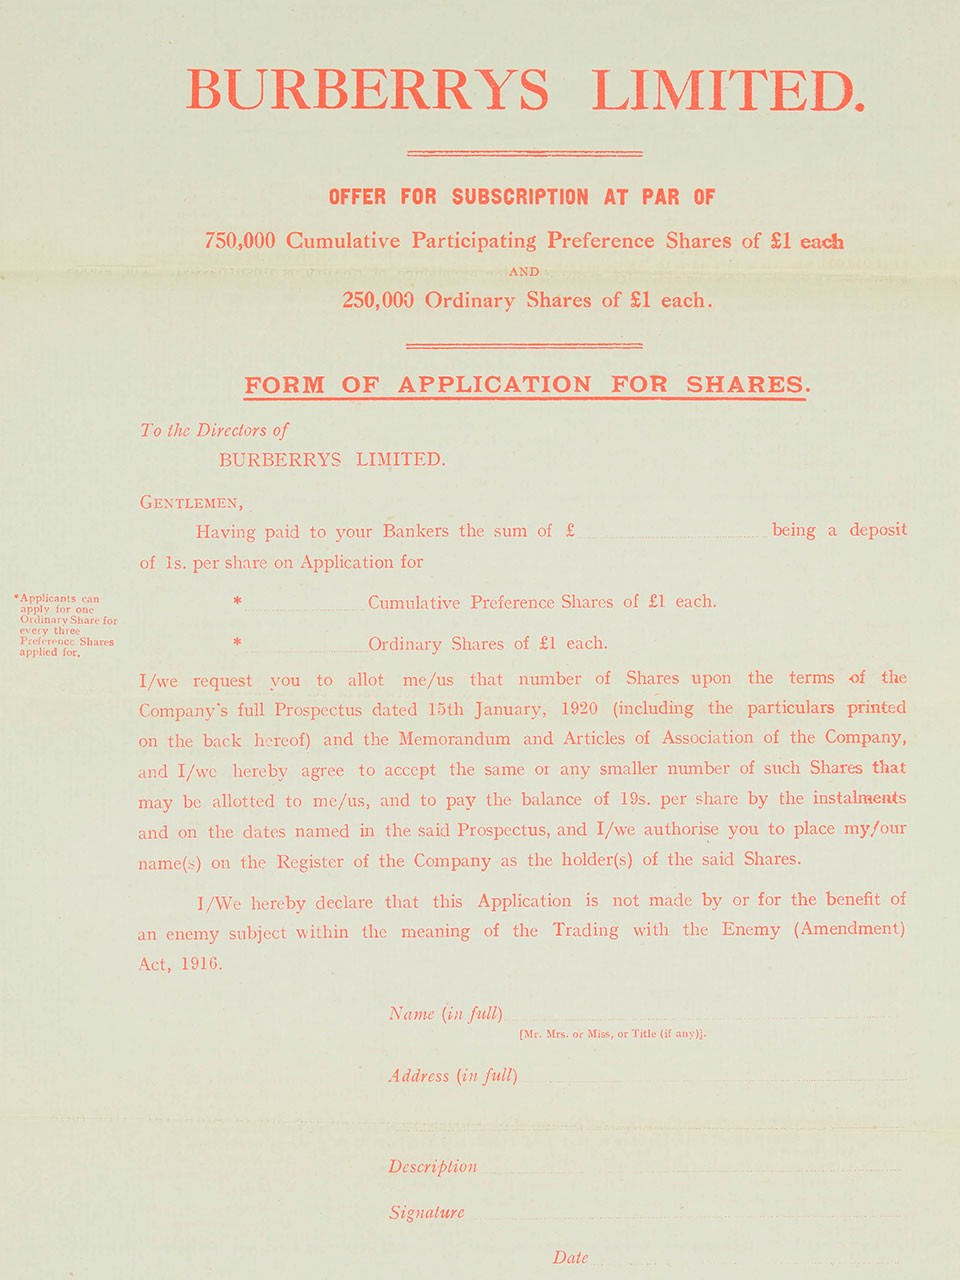 BURBERRYS LIMITED.
OFFER FOR SUBSCRIPTION AT PAR OF
750,000 Cumulative Participating Preference Shares of £1 each
AND
250,000 Ordinary Shares of £1 each.
FORM OF APPLICATION FOR SHARES.
To the Directors of
BURBERRYS LIMITED.
GENTLEMEN,
Having paid to your Bankers the sum of £ being a deposit
of 1s. per share on Application for
* Cumulative Preference Shares of £1 each.
* Ordinary Shares of £1 each.
*Applicants can
apply for one
Ordinary Share for
every three
Preference Shares
applied for.
I/we request you to allot me/us that number of Shares upon the terms of the
Company's full Prospectus dated 15th January, 1920 (including the particulars printed
on the back hereof) and the Memorandum and Articles of Association of the Company,
and I/we hereby agree to accept the same or any smaller number of such Shares that
may be allotted to me/us, and to pay the balance of 19s. per share by the instalments
and on the dates named in the said Prospectus, and I/we authorise you to place my/our
name(s) on the Register of the Company as the holder(s) of the said Shares.
I/We hereby declare that this Application is not made by or for the benefit of
an enemy subject within the meaning of the Trading with the Enemy (Amendment)
Act, 1916.
Name (in full)
[Mr. Mrs. or Miss, or Title (if any)].
Address (in full)
Description
Signature
Date